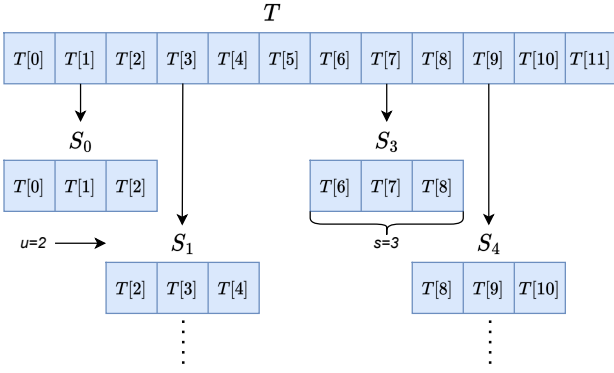 T
T[0] T[1] T[2] T[3] T[4] T[5] T[6] T[7] T[8] T[9] T[10] T[11]
S₀ S₃
T[0] T[1] T[2] T[6] T[7] T[8]
u=2 S₁ s=3 S₄
T[2] T[3] T[4] T[8] T[9] T[10]